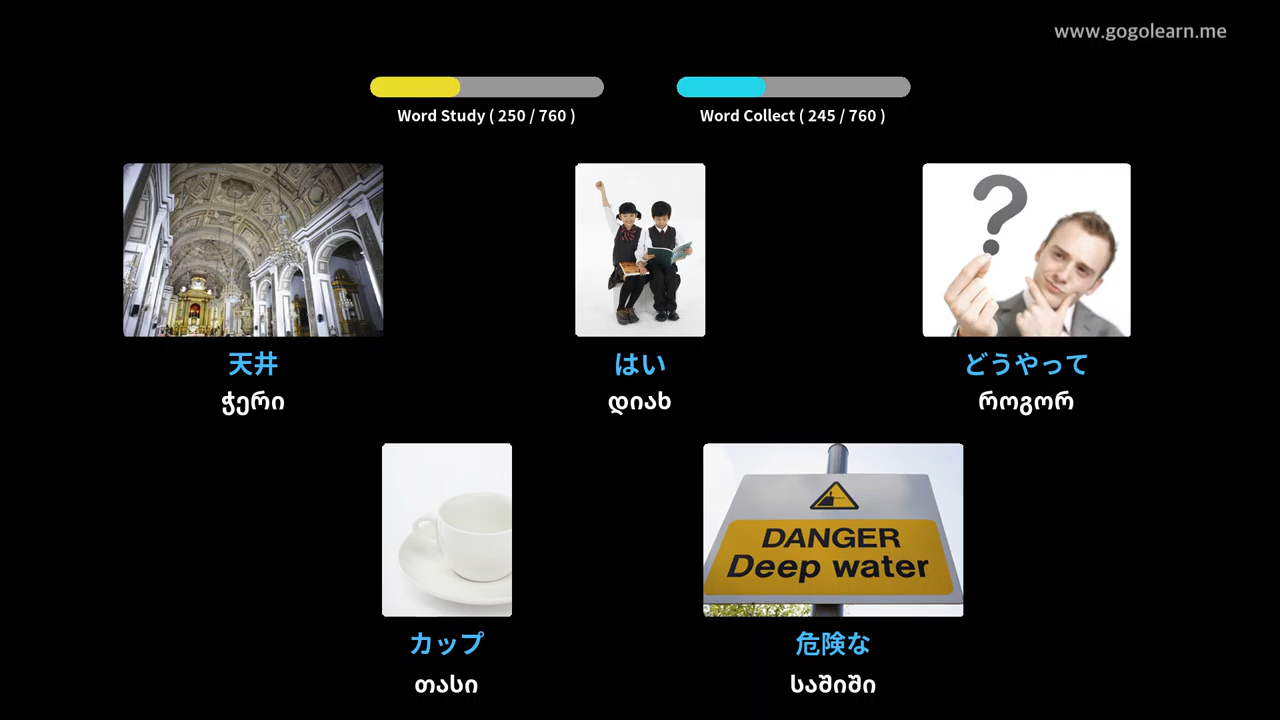 www.gogolearn.me
Word Study ( 250 / 760 )
Word Collect ( 245 / 760 )
天井
ჭერი
はい
დიახ
どうやって
როგორ
DANGER
Deep water
カップ
თასი
危険な
საშიში